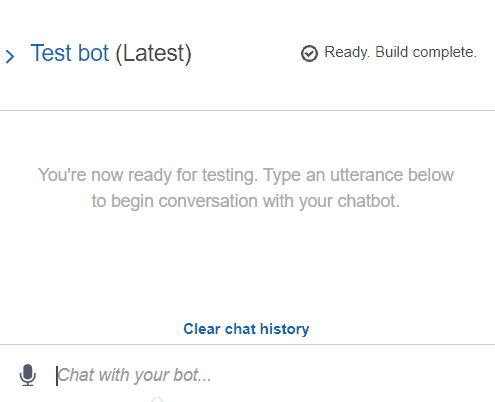 Test bot (Latest)
Ready. Build complete.
You're now ready for testing. Type an utterance below
to begin conversation with your chatbot.
Clear chat history
Chat with your bot...